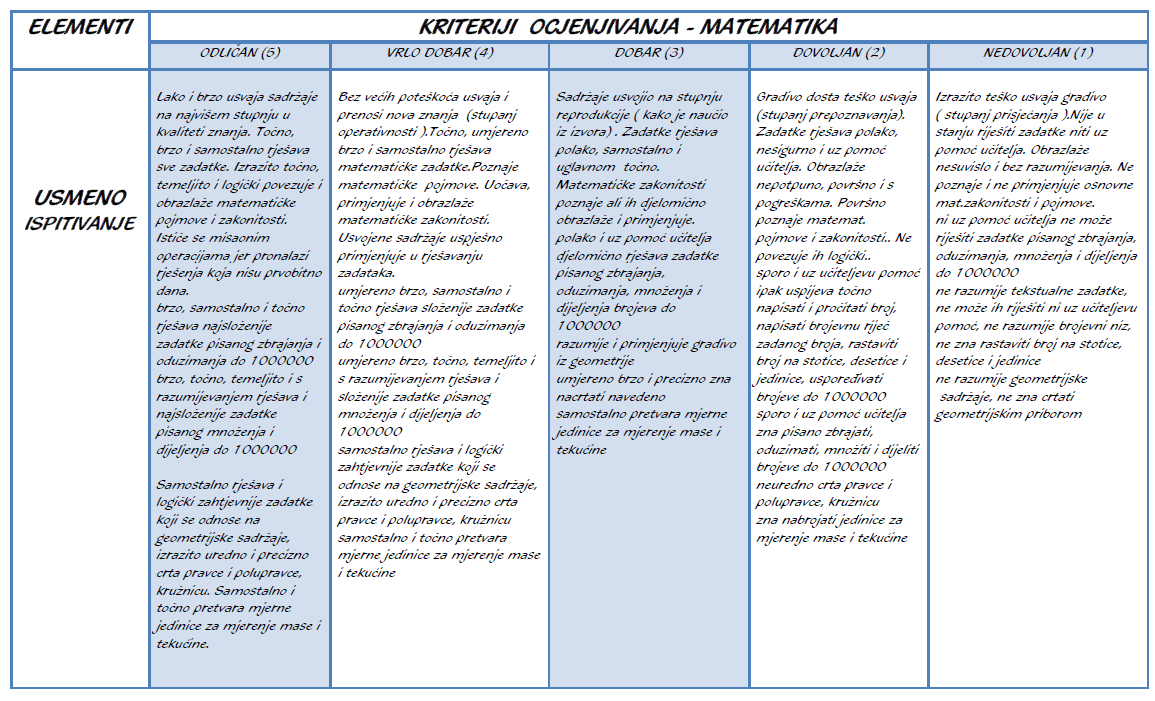 ELEMENTI
KRITERIJI OCJENJIVANJA - MATEMATIKA
ODLIČAN (5)
VRLO DOBAR (4)
DOBAR (3)
DOVOLJAN (2)
NEDOVOLJAN (1)
USMENO
ISPITIVANJE
Lako i brzo usvaja sadržaje
na najvišem stupnju u
kvaliteti znanja. Točno,
brzo i samostalno rješava
sve zadatke. Izrazito točno,
temeljito i logički povezuje i
obrazlaže matematičke
pojmove i zakonitosti.
Ističe se misaonim
operacijama jer pronalazi
rješenja koja nisu prvobitno
dana.
brzo, samostalno i točno
rješava najsloženije
zadatke pisanog zbrajanja i
oduzimanja do 1000000
brzo, točno, temeljito i s
razumijevanjem rješava i
najsloženije zadatke
pisanog množenja i
dijeljenja do 1000000
Samostalno rješava i
logički zahtjevnije zadatke
koji se odnose na
geometrijske sadržaje,
izrazito uredno i precizno
crta pravce i polupravce,
kružnicu. Samostalno i
točno pretvara mjerne
jedinice za mjerenje mase i
tekućine.
Bez većih poteškoća usvaja i
prenosi nova znanja (stupanj
operativnosti ).Točno, umjereno
brzo i samostalno rješava
matematičke zadatke.Poznaje
matematičke pojmove. Uočava,
primjenjuje i obrazlaže
matematičke zakonitosti.
Usvojene sadržaje uspješno
primjenjuje u rješavanju
zadataka.
umjereno brzo, samostalno i
točno rješava složenije zadatke
pisanog zbrajanja i oduzimanja
do 1000000
umjereno brzo, točno, temeljito i
s razumijevanjem rješava i
složenije zadatke pisanog
množenja i dijeljenja do
1000000
samostalno rješava i logički
zahtjevnije zadatke koji se
odnose na geometrijske sadržaje,
izrazito uredno i precizno crta
pravce i polupravce, kružnicu
samostalno i točno pretvara
mjerne jedinice za mjerenje mase
i tekućine
Sadržaje usvojio na stupnju
reprodukcije ( kako je naučio
iz izvora) . Zadatke rješava
polako, samostalno i
uglavnom točno.
Matematičke zakonitosti
poznaje ali ih djelomično
obrazlaže i primjenjuje.
polako i uz pomoć učitelja
djelomično rješava zadatke
pisanog zbrajanja,
oduzimanja, množenja i
dijeljenja brojeva do
1000000
razumije i primjenjuje gradivo
iz geometrije
umjereno brzo i precizno zna
nacrtati navedeno
samostalno pretvara mjerne
jedinice za mjerenje mase i
tekućine
Gradivo dosta teško usvaja
(stupanj prepoznavanja).
Zadatke rješava polako,
nesigurno i uz pomoć
učitelja. Obrazlaže
nepotpuno, površno i s
pogreškama. Površno
poznaje matemat.
pojmove i zakonitosti.. Ne
povezuje ih logički..
sporo i uz učiteljevu pomoć
ipak uspijeva točno
napisati i pročitati broj,
napisati brojevnu riječ
zadanog broja, rastaviti
broj na stotice, desetice i
jedinice, uspoređivati
brojeve do 1000000
sporo i uz pomoć učitelja
zna pisano zbrajati,
oduzimati, množiti i dijeliti
brojeve do 1000000
neuredno crta pravce i
polupravce, kružnicu
zna nabrojati jedinice za
mjerenje mase i tekućine
Izrazito teško usvaja gradivo
( stupanj prisjećanja ).Nije u
stanju riješiti zadatke niti uz
pomoć učitelja. Obrazlaže
nesuvislo i bez razumijevanja. Ne
poznaje i ne primjenjuje osnovne
mat.zakonitosti i pojmove.
ni uz pomoć učitelja ne može
riješiti zadatke pisanog zbrajanja,
oduzimanja, množenja i dijeljenja
do 1000000
ne razumije tekstualne zadatke,
ne može ih riješiti ni uz učiteljevu
pomoć, ne razumije brojevni niz,
ne zna rastaviti broj na stotice,
desetice i jedinice
ne razumije geometrijske
sadržaje, ne zna crtati
geometrijskim priborom